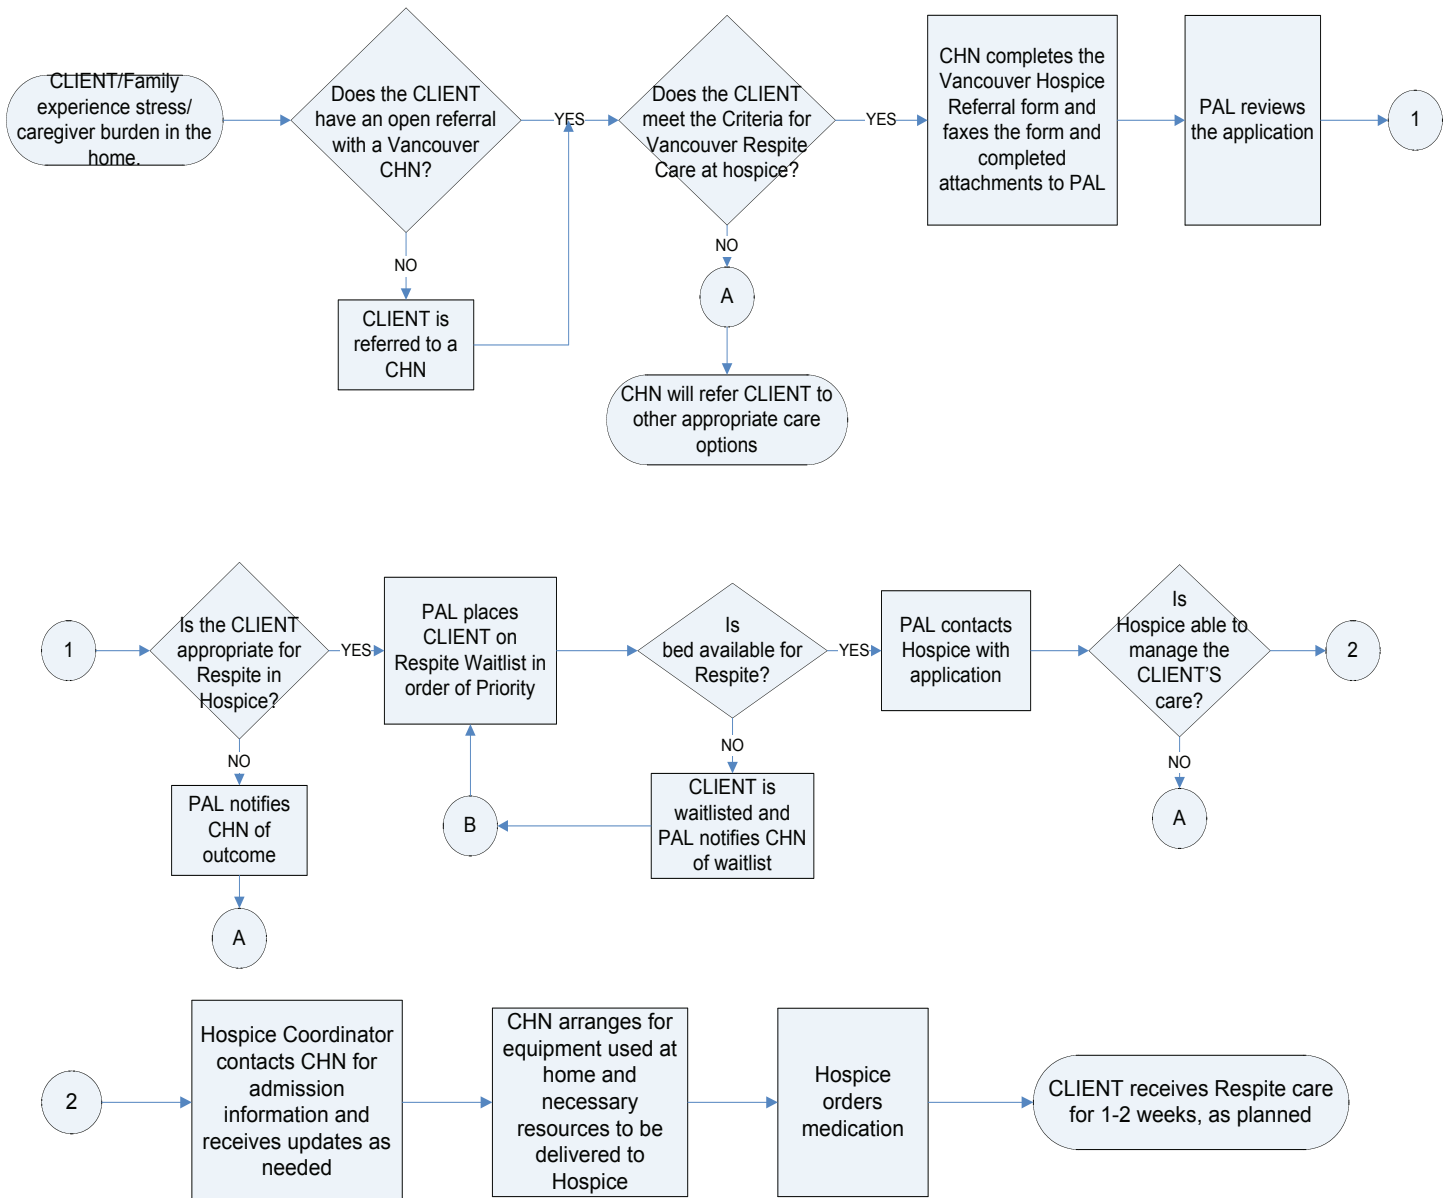 CLIENT/Family
experience stress/
caregiver burden in the
home.
Does the CLIENT
have an open referral
with a Vancouver
CHN?
YES
NO
CLIENT is
referred to a
CHN
Does the CLIENT
meet the Criteria for
Vancouver Respite
Care at hospice?
YES
NO
A
CHN will refer CLIENT to
other appropriate care
options
CHN completes the
Vancouver Hospice
Referral form and
faxes the form and
completed
attachments to PAL
PAL reviews
the application
1
1
Is the CLIENT
appropriate for
Respite in
Hospice?
YES
NO
PAL notifies
CHN of
outcome
A
PAL places
CLIENT on
Respite Waitlist in
order of Priority
B
Is
bed available for
Respite?
YES
NO
CLIENT is
waitlisted and
PAL notifies CHN
of waitlist
PAL contacts
Hospice with
application
Is
Hospice able to
manage the
CLIENT'S
care?
NO
A
2
2
Hospice Coordinator
contacts CHN for
admission
information and
receives updates as
needed
CHN arranges for
equipment used at
home and
necessary
resources to be
delivered to
Hospice
Hospice
orders
medication
CLIENT receives Respite care
for 1-2 weeks, as planned